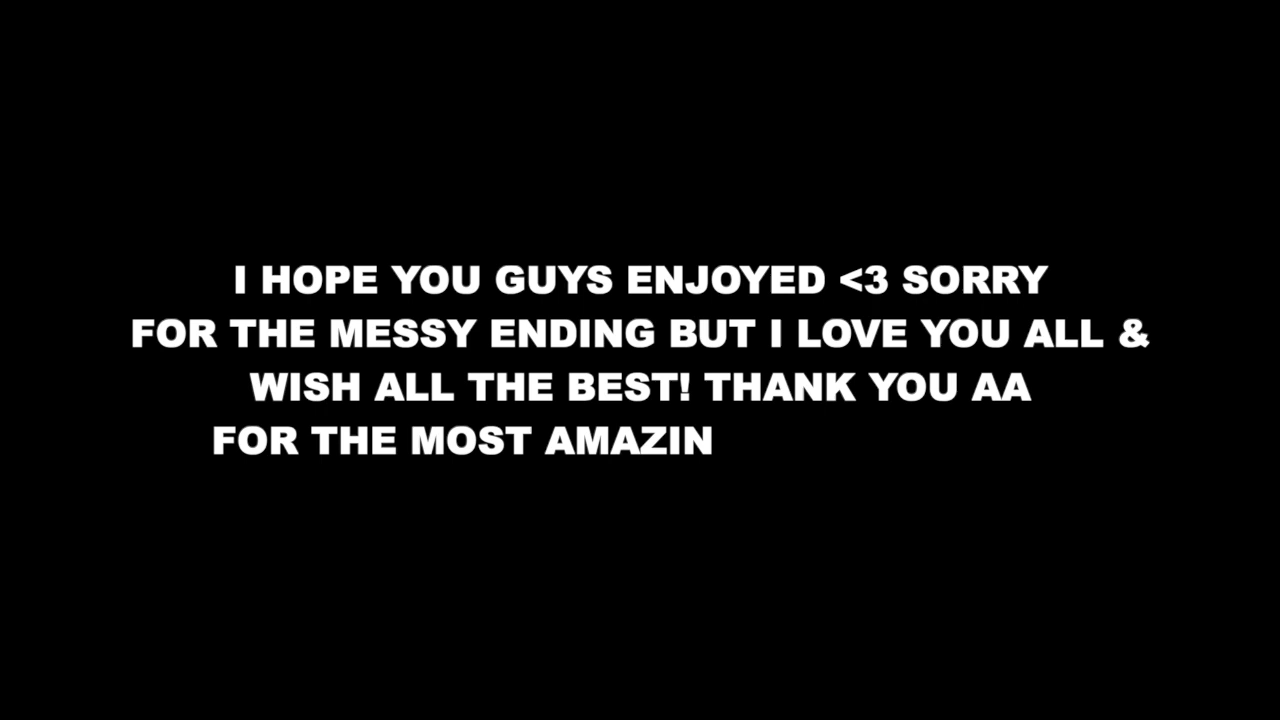 I HOPE YOU GUYS ENJOYED <3 SORRY
FOR THE MESSY ENDING BUT I LOVE YOU ALL &
WISH ALL THE BEST! THANK YOU AA
FOR THE MOST AMAZIN